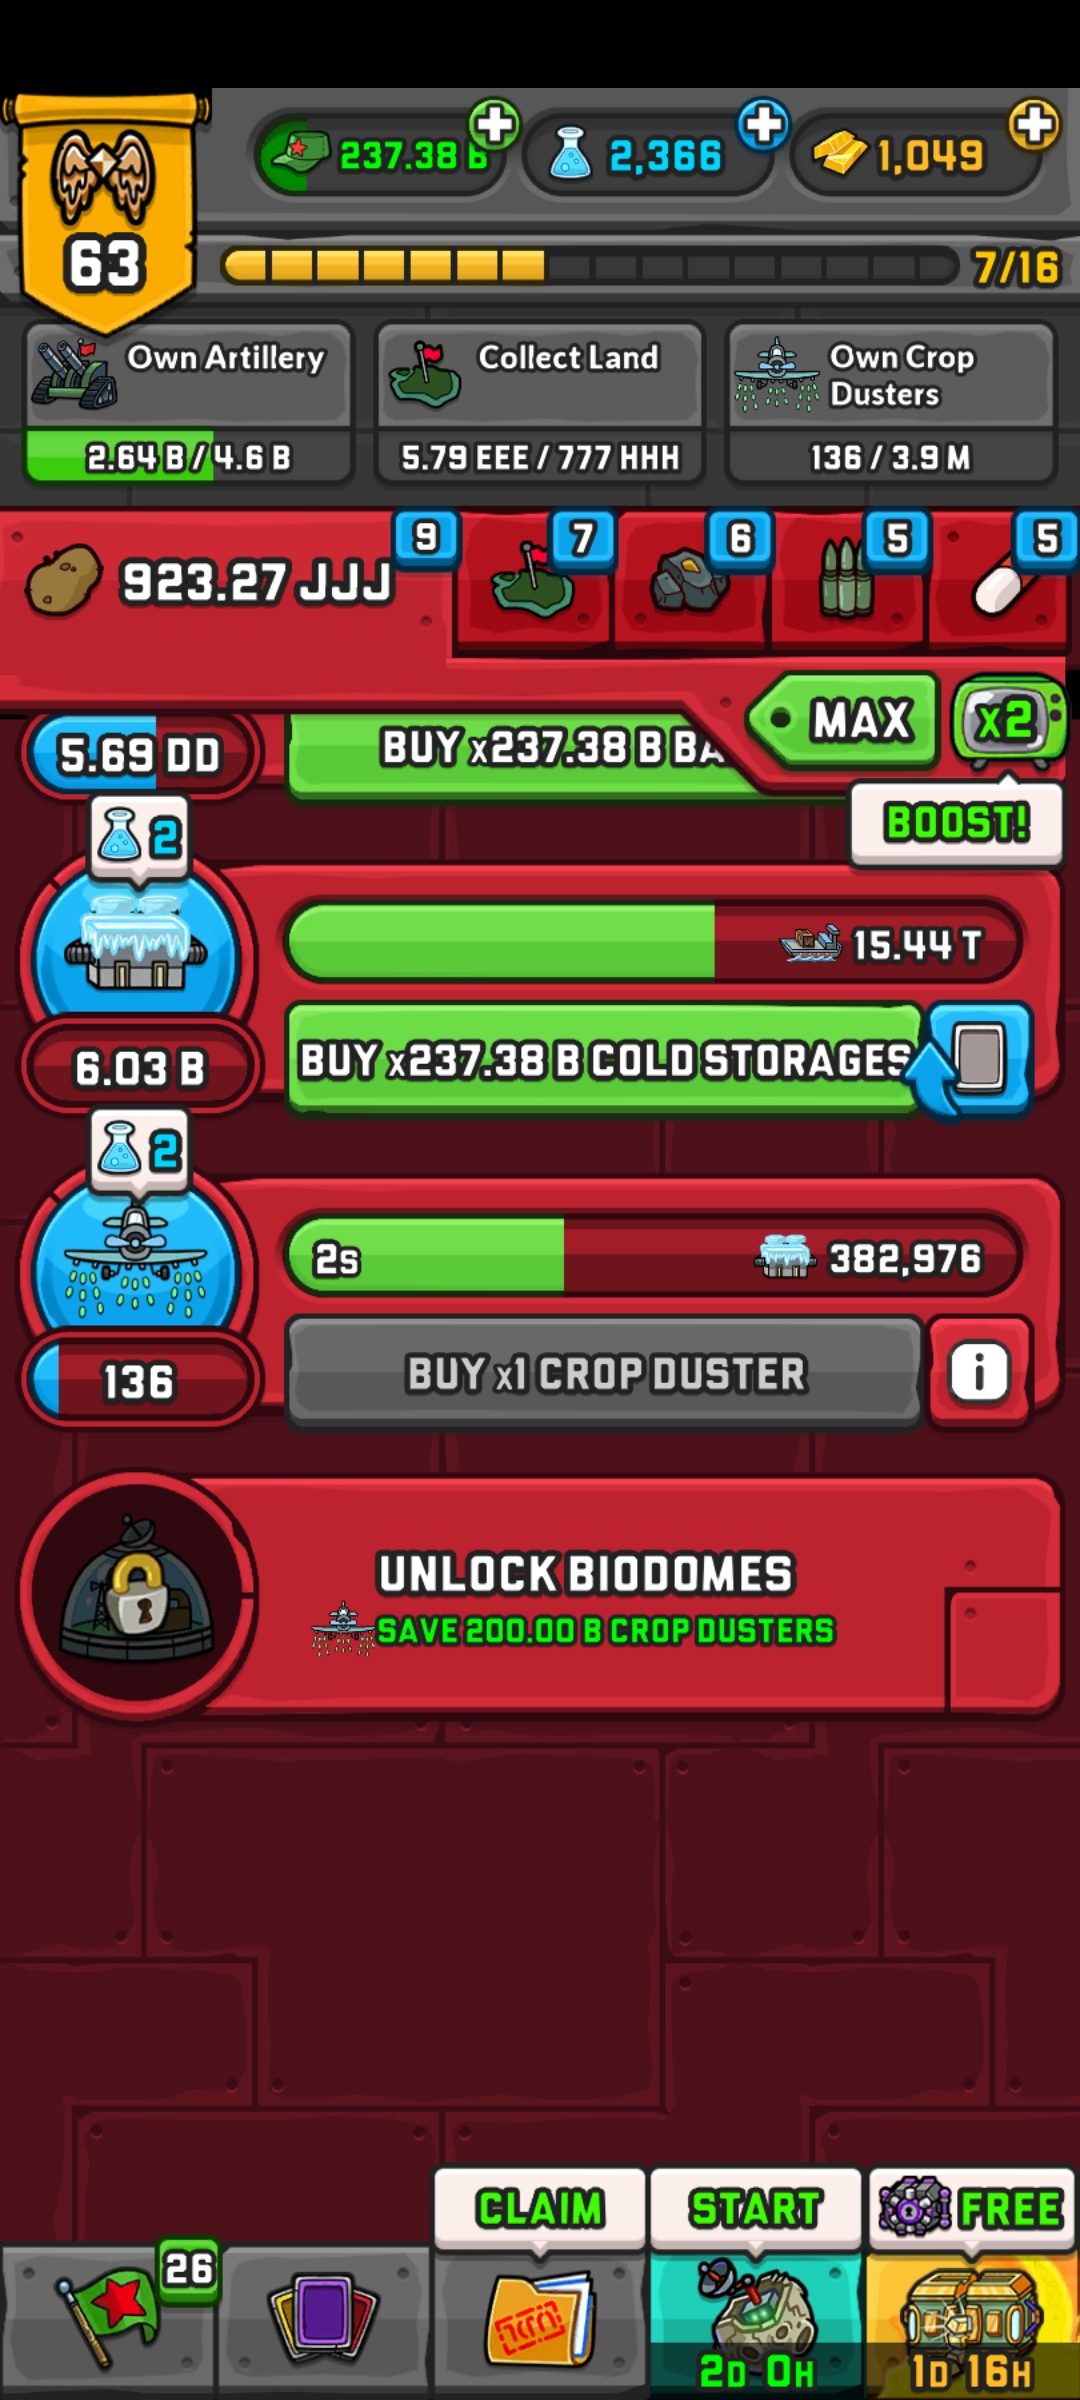 237.38 B
2,366
1,049
63
7/16
Own Artillery
2.64 B / 4.6 B
Collect Land
5.79 EEE / 777 HHH
Own Crop
Dusters
136 / 3.9 M
923.27 JJJ
9
7
6
5
5
MAX
x2
BOOST!
5.69 DD
BUY x237.38 B BA
2
15.44 T
6.03 B
BUY x237.38 B COLD STORAGES
2
2s
382,976
136
BUY x1 CROP DUSTER
i
UNLOCK BIODOMES
SAVE 200.00 B CROP DUSTERS
CLAIM
START
FREE
26
2D 0H
1D 16H